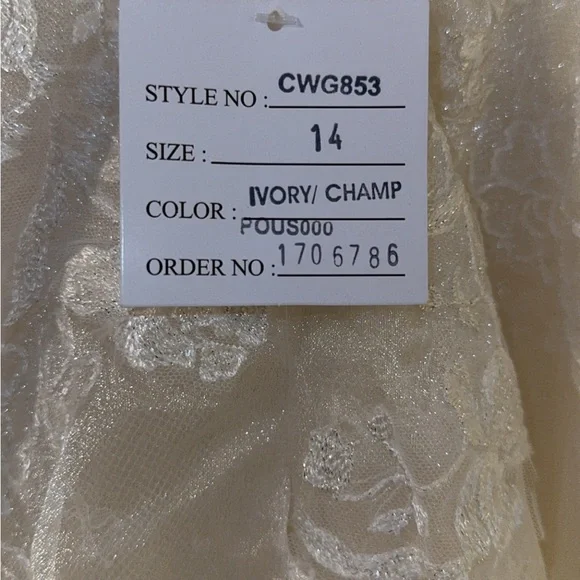 STYLE NO : CWG853
SIZE : 14
COLOR : IVORY/ CHAMP
POUS000
ORDER NO : 1706786